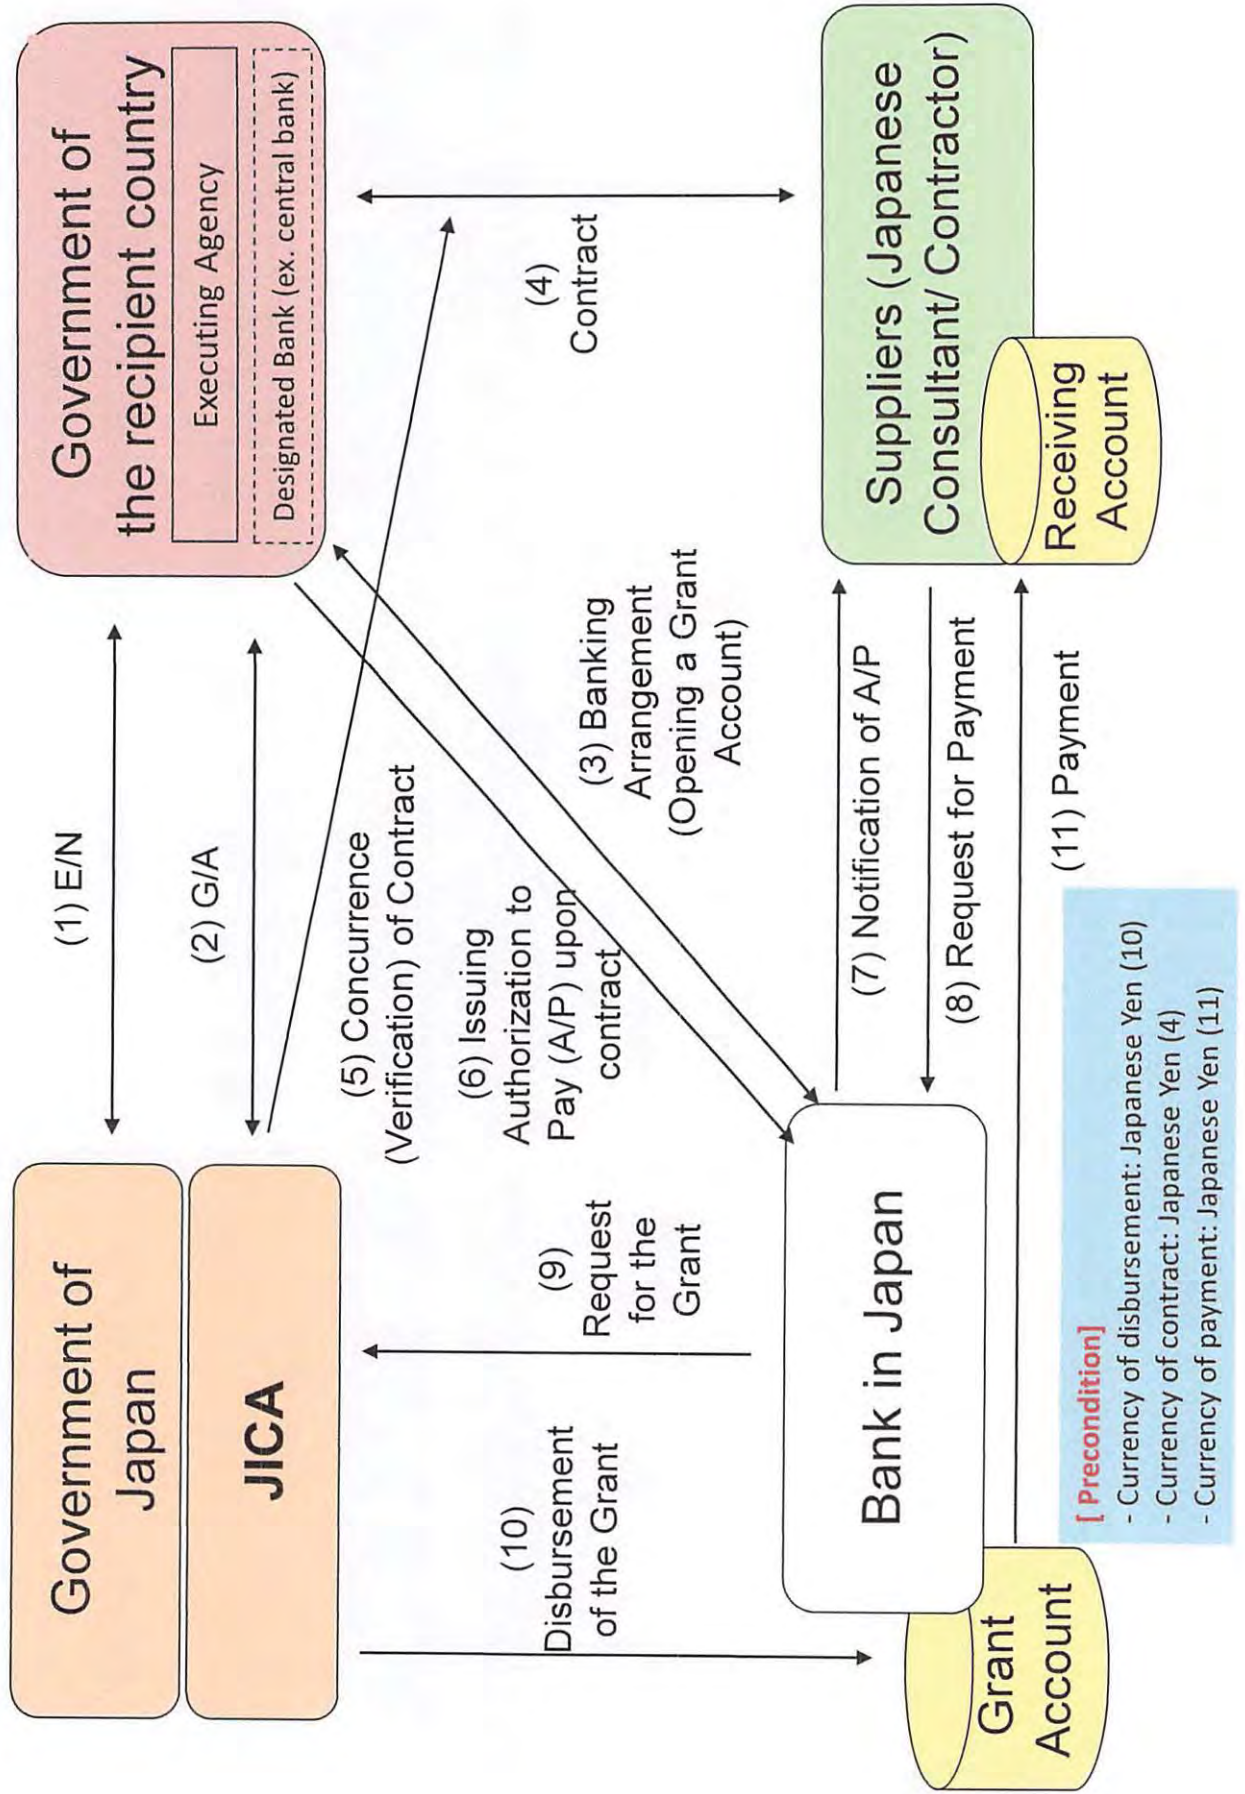 Government of
Japan
JICA
(1) E/N
(2) G/A
Government of
the recipient country
Executing Agency
Designated Bank (ex. central bank)
(5) Concurrence
(Verification) of Contract
(6) Issuing
Authorization to
Pay (A/P) upon
contract
(10)
Disbursement
of the Grant
(9)
Request
for the
Grant
(3) Banking
Arrangement
(Opening a Grant
Account)
(4)
Contract
Bank in Japan
Grant
Account
(7) Notification of A/P
(8) Request for Payment
(11) Payment
Suppliers (Japanese
Consultant/ Contractor)
Receiving
Account
[ Precondition]
- Currency of disbursement: Japanese Yen (10)
- Currency of contract: Japanese Yen (4)
- Currency of payment: Japanese Yen (11)